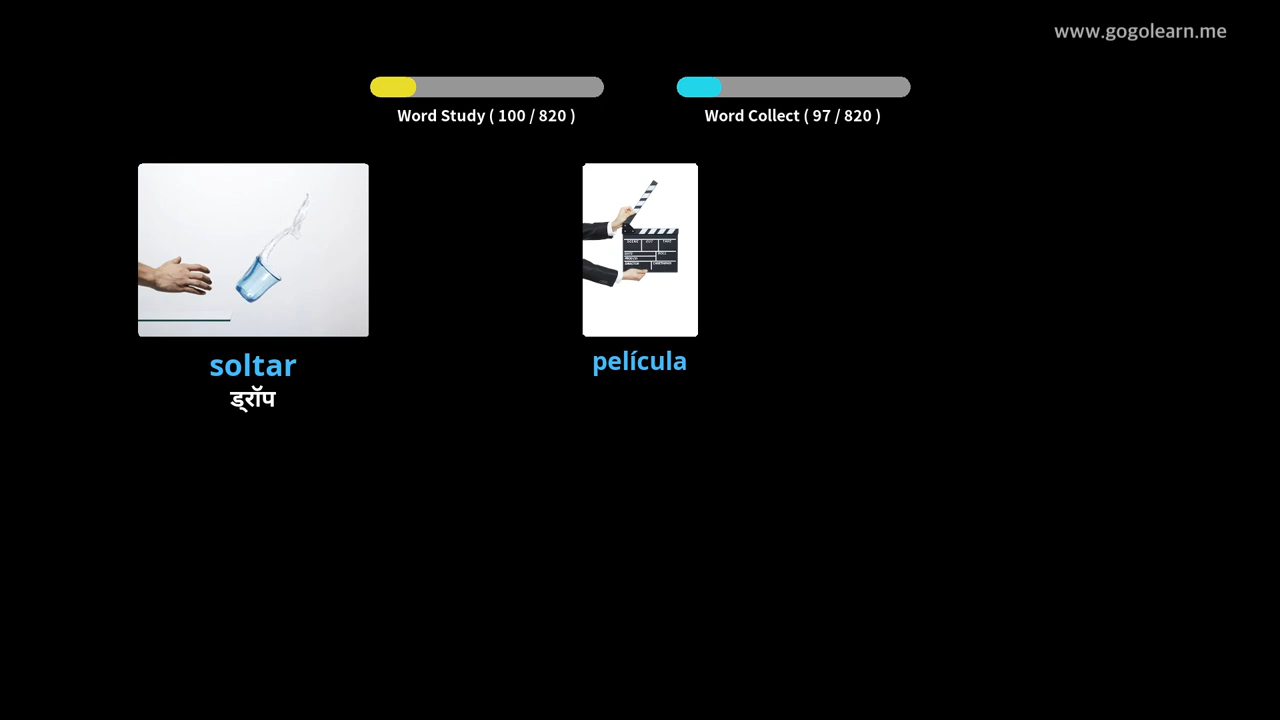 www.gogolearn.me
Word Study ( 100 / 820 )
Word Collect ( 97 / 820 )
soltar
ड्रॉप
película